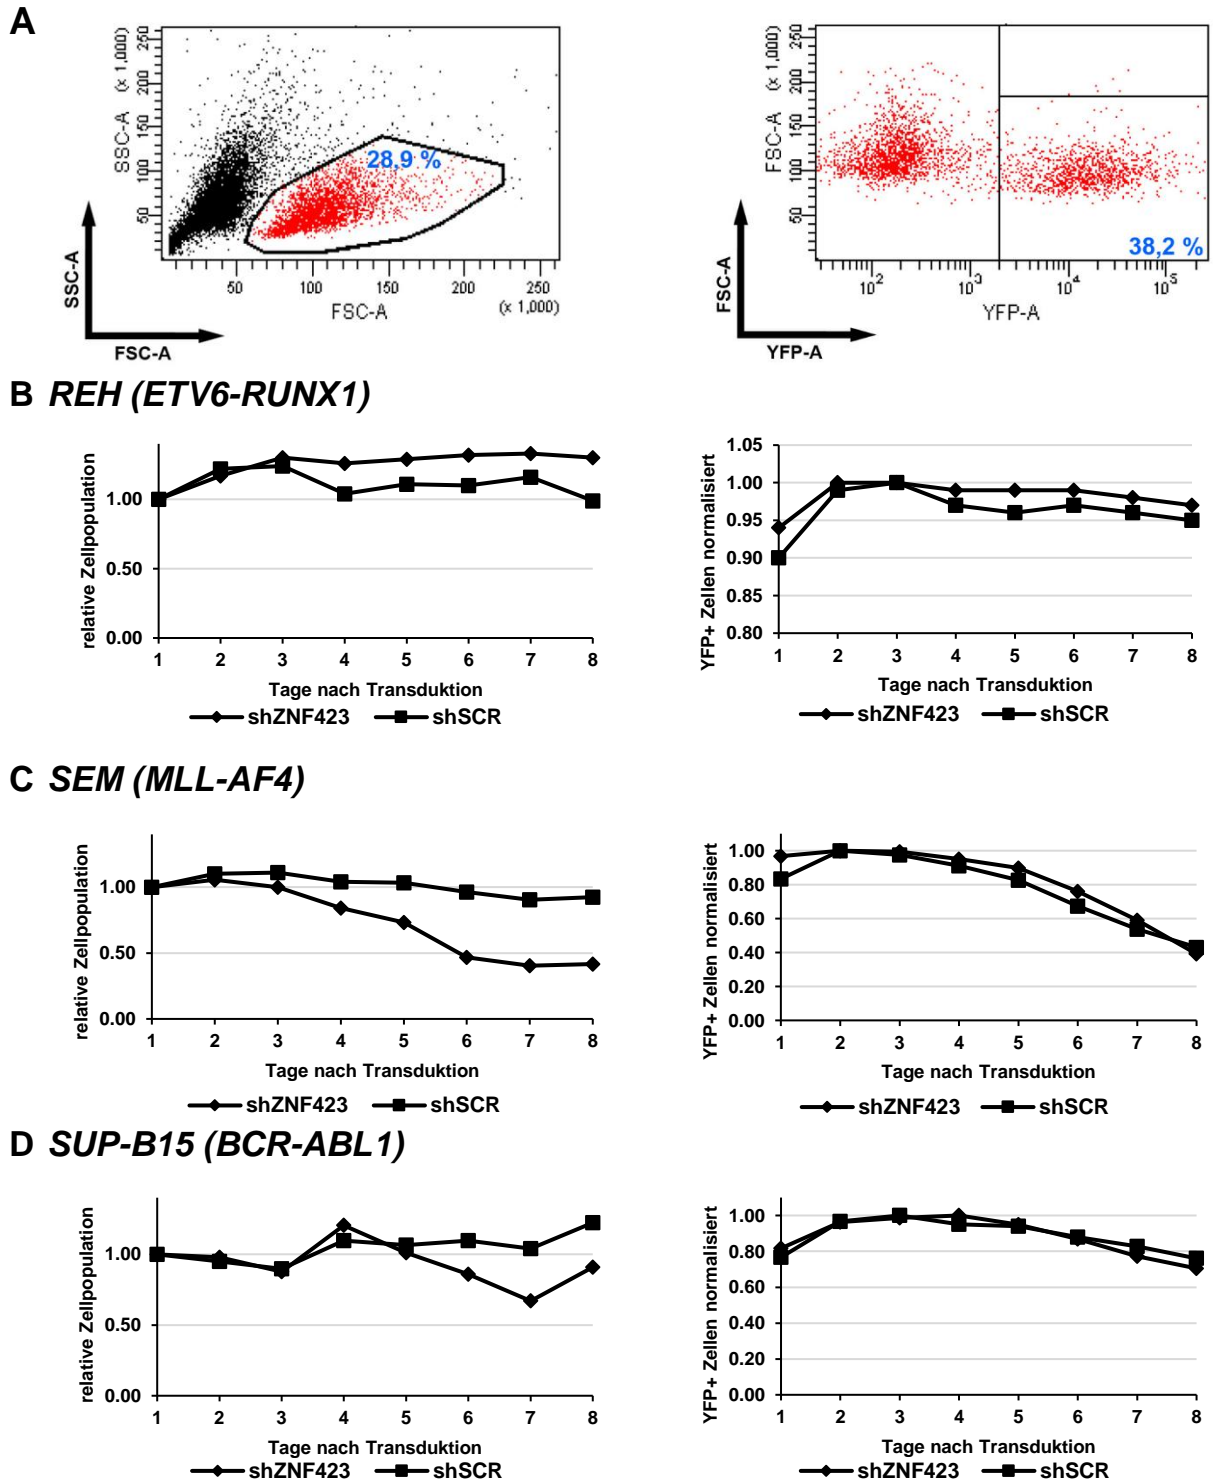 A
SSC-A (x 1,000)
250
200
150
100
50
28,9 %
50 100 150 200 250
FSC-A (x 1,000)
SSC-A
FSC-A
FSC-A (x 1,000)
250
200
150
100
50
38,2 %
10² 10³ 10⁴ 10⁵
YFP-A
FSC-A
YFP-A
B REH (ETV6-RUNX1)
relative Zellpopulation
1.00
0.50
0.00
1 2 3 4 5 6 7 8
Tage nach Transduktion
shZNF423 shSCR
YFP+ Zellen normalisiert
1.05
1.00
0.95
0.90
0.85
0.80
1 2 3 4 5 6 7 8
Tage nach Transduktion
shZNF423 shSCR
C SEM (MLL-AF4)
relative Zellpopulation
1.00
0.50
0.00
1 2 3 4 5 6 7 8
Tage nach Transduktion
shZNF423 shSCR
YFP+ Zellen normalisiert
1.00
0.80
0.60
0.40
0.20
0.00
1 2 3 4 5 6 7 8
Tage nach Transduktion
shZNF423 shSCR
D SUP-B15 (BCR-ABL1)
relative Zellpopulation
1.00
0.50
0.00
1 2 3 4 5 6 7 8
Tage nach Transduktion
shZNF423 shSCR
YFP+ Zellen normalisiert
1.00
0.80
0.60
0.40
0.20
0.00
1 2 3 4 5 6 7 8
Tage nach Transduktion
shZNF423 shSCR